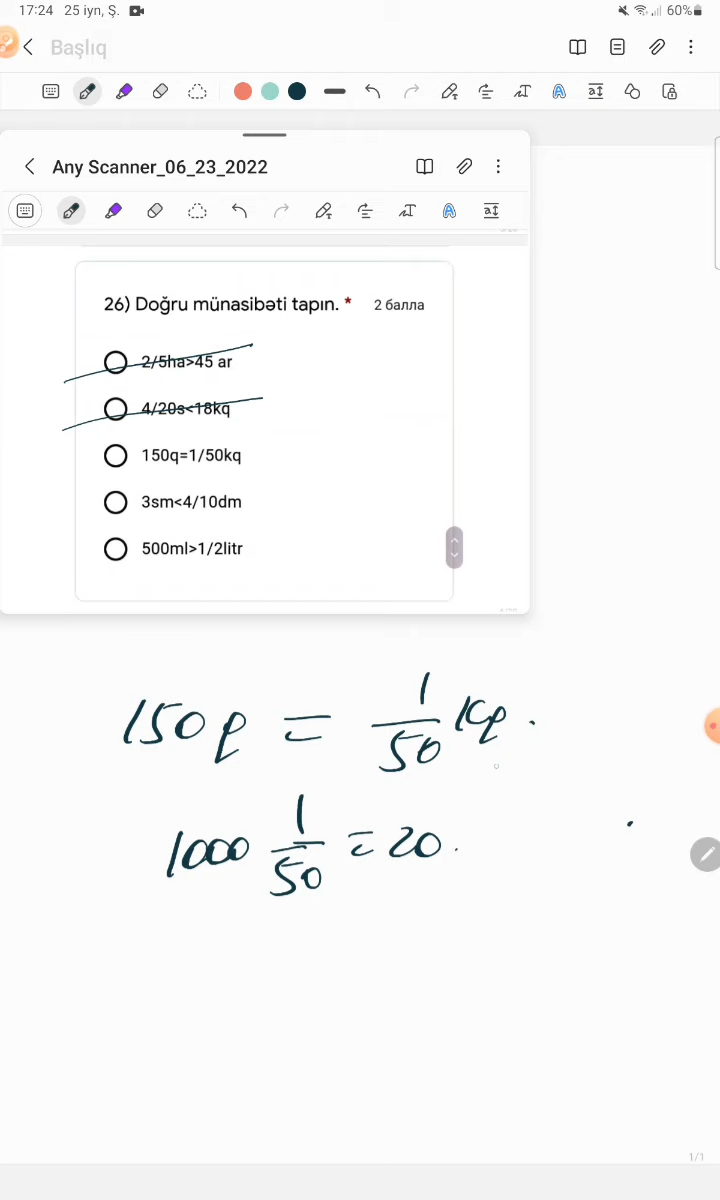 17:24 25 iyn, Ş. 60%
Başlıq
Any Scanner_06_23_2022
26) Doğru münasibəti tapın. * 2 балла
2/5ha>45 ar
4/20s<18kq
150q=1/50kq
3sm<4/10dm
500ml>1/2litr
150q = 1/50 kq.
1000 1/50 = 20.
1/1